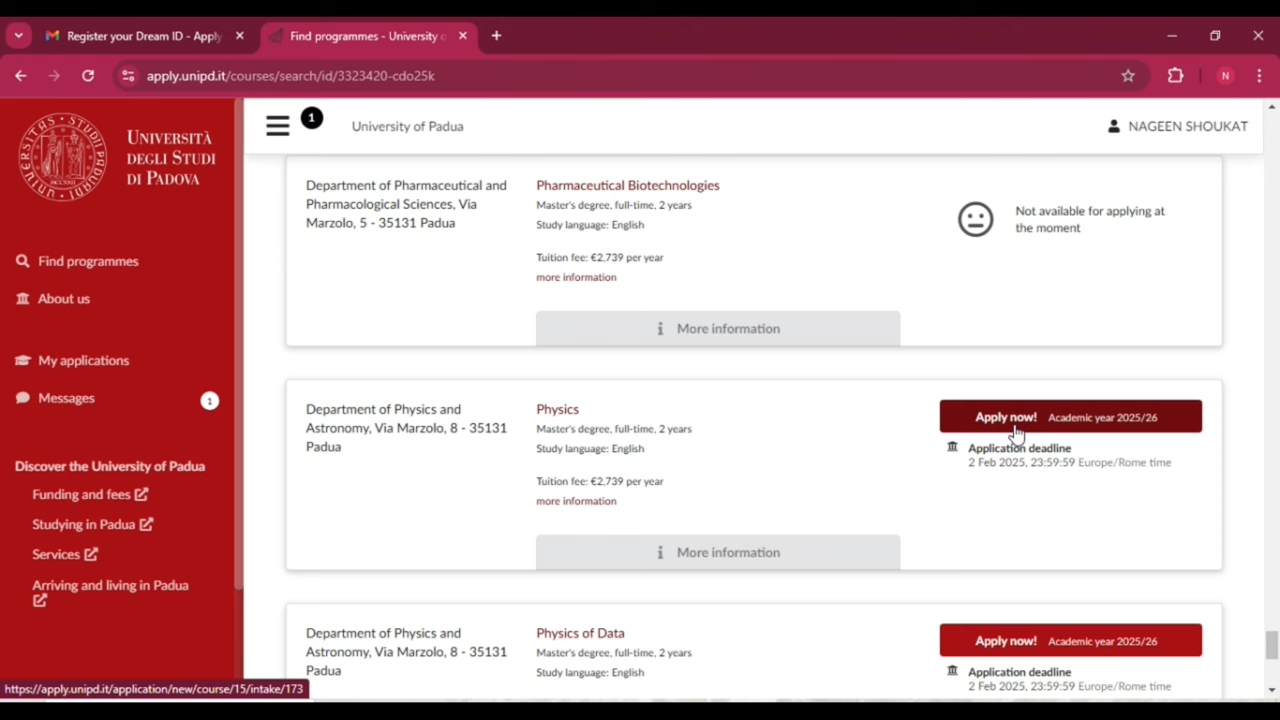 Register your Dream ID - Apply
Find programmes - University o
apply.unipd.it/courses/search/id/3323420-cdo25k
N
UNIVERSITÀ
DEGLI STUDI
DI PADOVA
1
University of Padua
NAGEEN SHOUKAT
Find programmes
About us
My applications
Messages
1
Discover the University of Padua
Funding and fees
Studying in Padua
Services
Arriving and living in Padua
Department of Pharmaceutical and
Pharmacological Sciences, Via
Marzolo, 5 - 35131 Padua
Pharmaceutical Biotechnologies
Master's degree, full-time, 2 years
Study language: English
Tuition fee: €2,739 per year
more information
Not available for applying at
the moment
More information
Department of Physics and
Astronomy, Via Marzolo, 8 - 35131
Padua
Physics
Master's degree, full-time, 2 years
Study language: English
Tuition fee: €2,739 per year
more information
Apply now! Academic year 2025/26
Application deadline
2 Feb 2025, 23:59:59 Europe/Rome time
More information
Department of Physics and
Astronomy, Via Marzolo, 8 - 35131
Padua
Physics of Data
Master's degree, full-time, 2 years
Study language: English
Apply now! Academic year 2025/26
Application deadline
2 Feb 2025, 23:59:59 Europe/Rome time
https://apply.unipd.it/application/new/course/15/intake/173